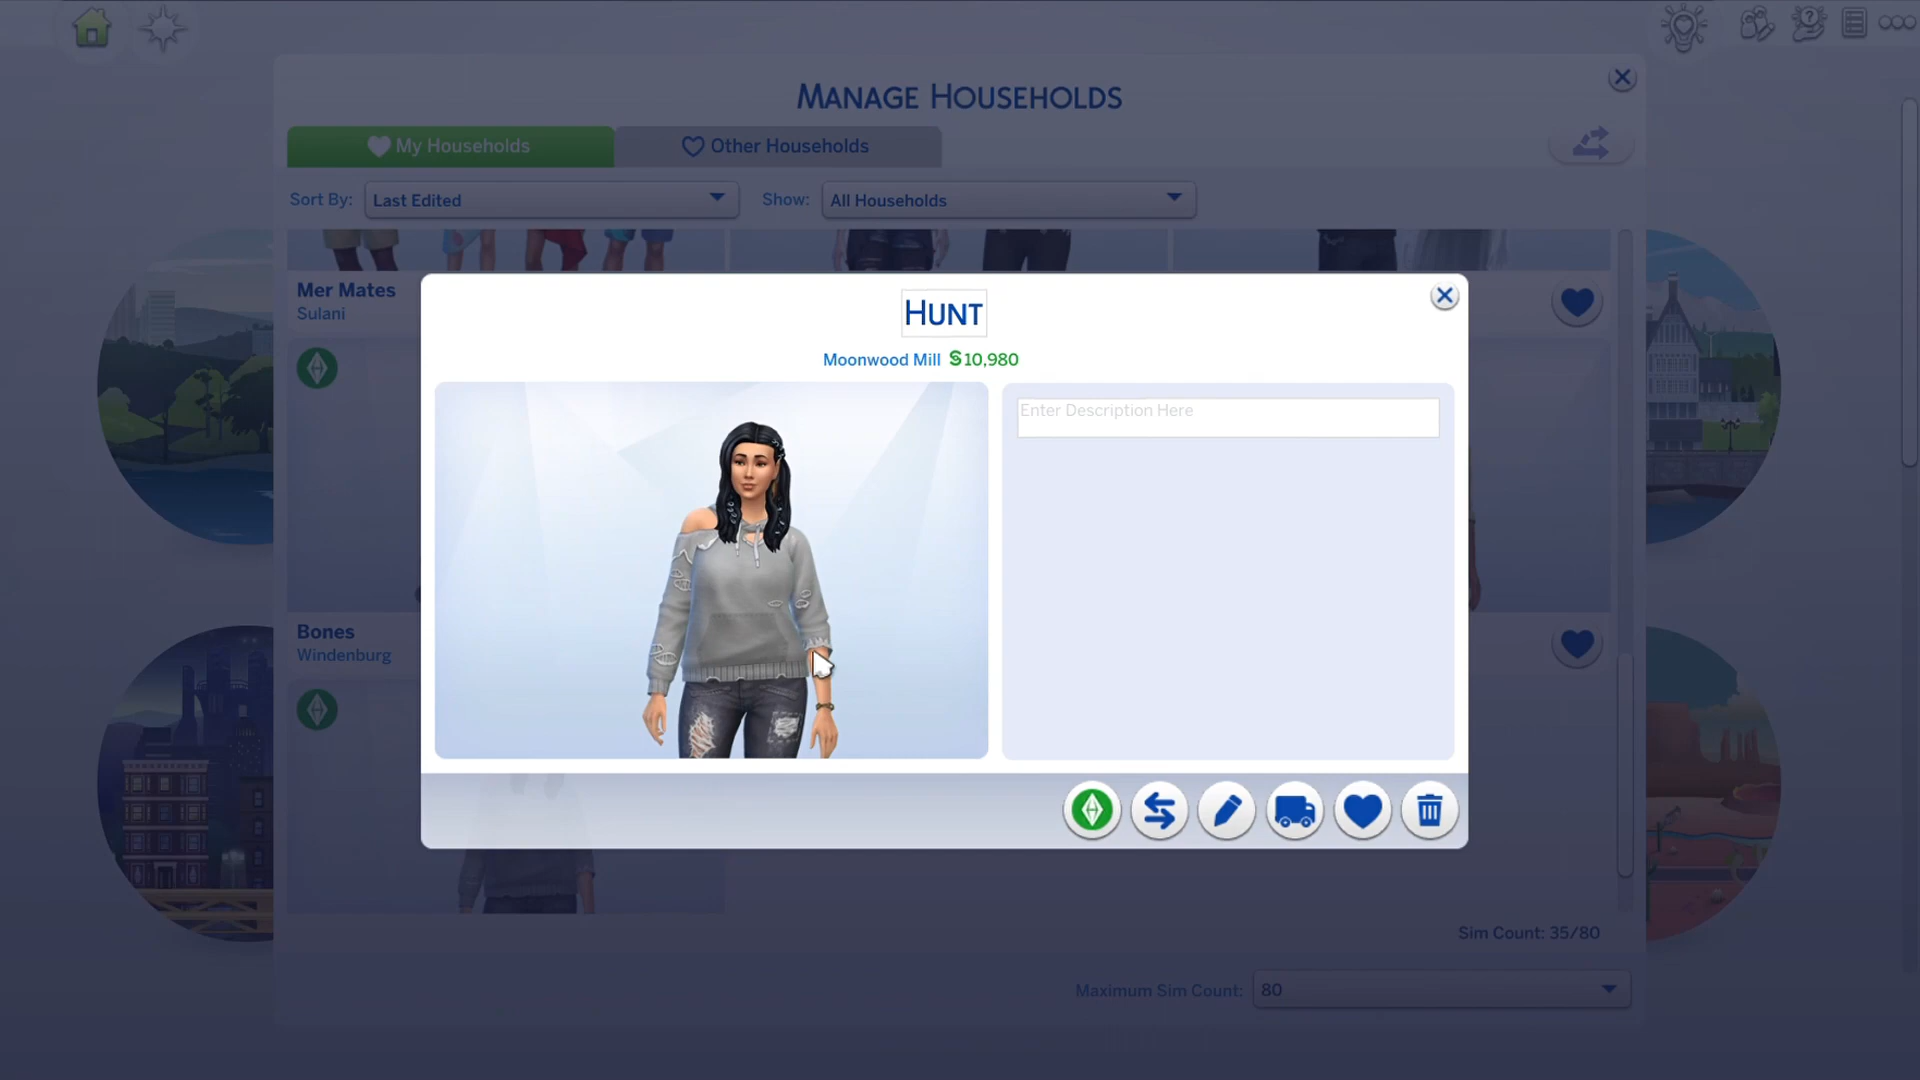 Manage Households
My Households
Other Households
Sort By: Last Edited
Show: All Households
Mer Mates
Sulani
Hunt
Moonwood Mill §10,980
Enter Description Here
Bones
Windenburg
Sim Count: 35/80
Maximum Sim Count: 80